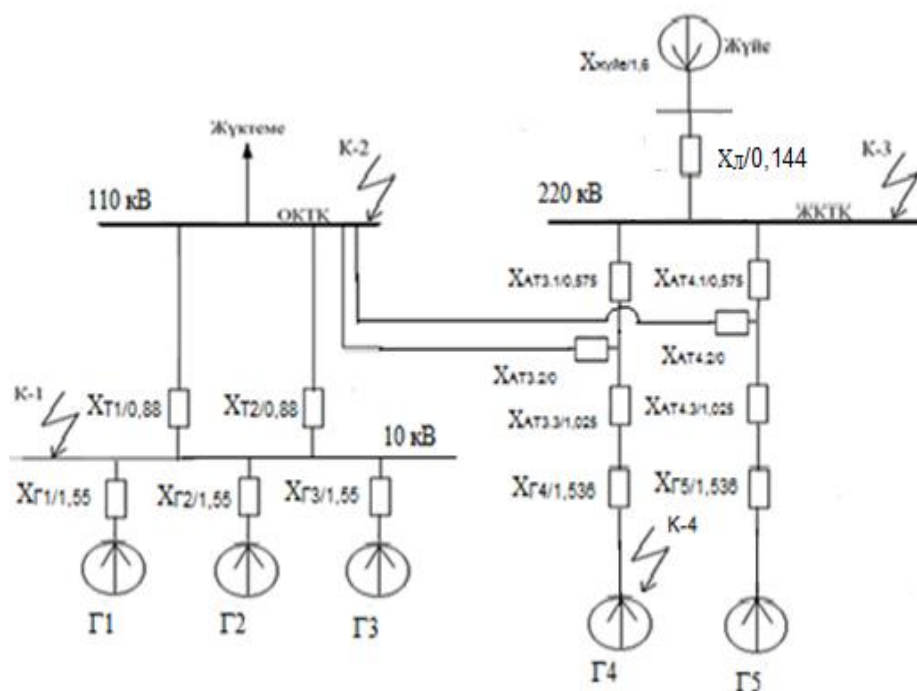 Жүйе
Xжүйе/1,6
Жүктеме
К-2
XЛ/0,144
К-3
110 кВ
ОКТҚ
220 кВ
ЖКТҚ
XАТ3.1/0,575
XАТ4.1/0,575
XАТ4.2/0
XАТ3.2/0
К-1
XТ1/0,88
XТ2/0,88
XАТ3.3/1,025
XАТ4.3/1,025
10 кВ
XГ1/1,55
XГ2/1,55
XГ3/1,55
XГ4/1,536
XГ5/1,536
К-4
Г1
Г2
Г3
Г4
Г5